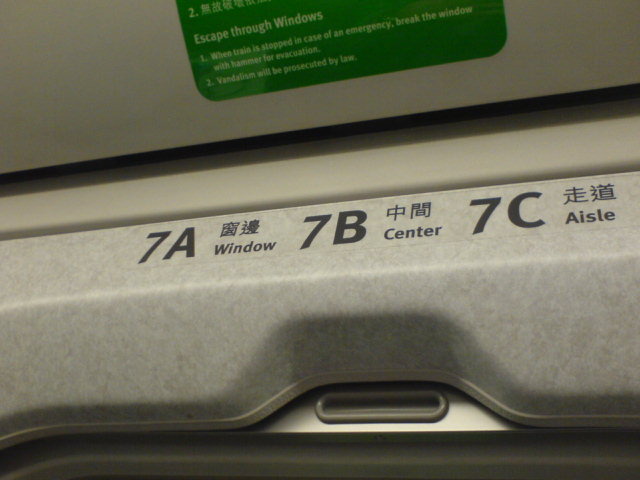 2. 無故破壞依法
Escape through Windows
1. When train is stopped in case of an emergency, break the window
with hammer for evacuation.
2. Vandalism will be prosecuted by law.
7A 窗邊 Window 7B 中間 Center 7C 走道 Aisle